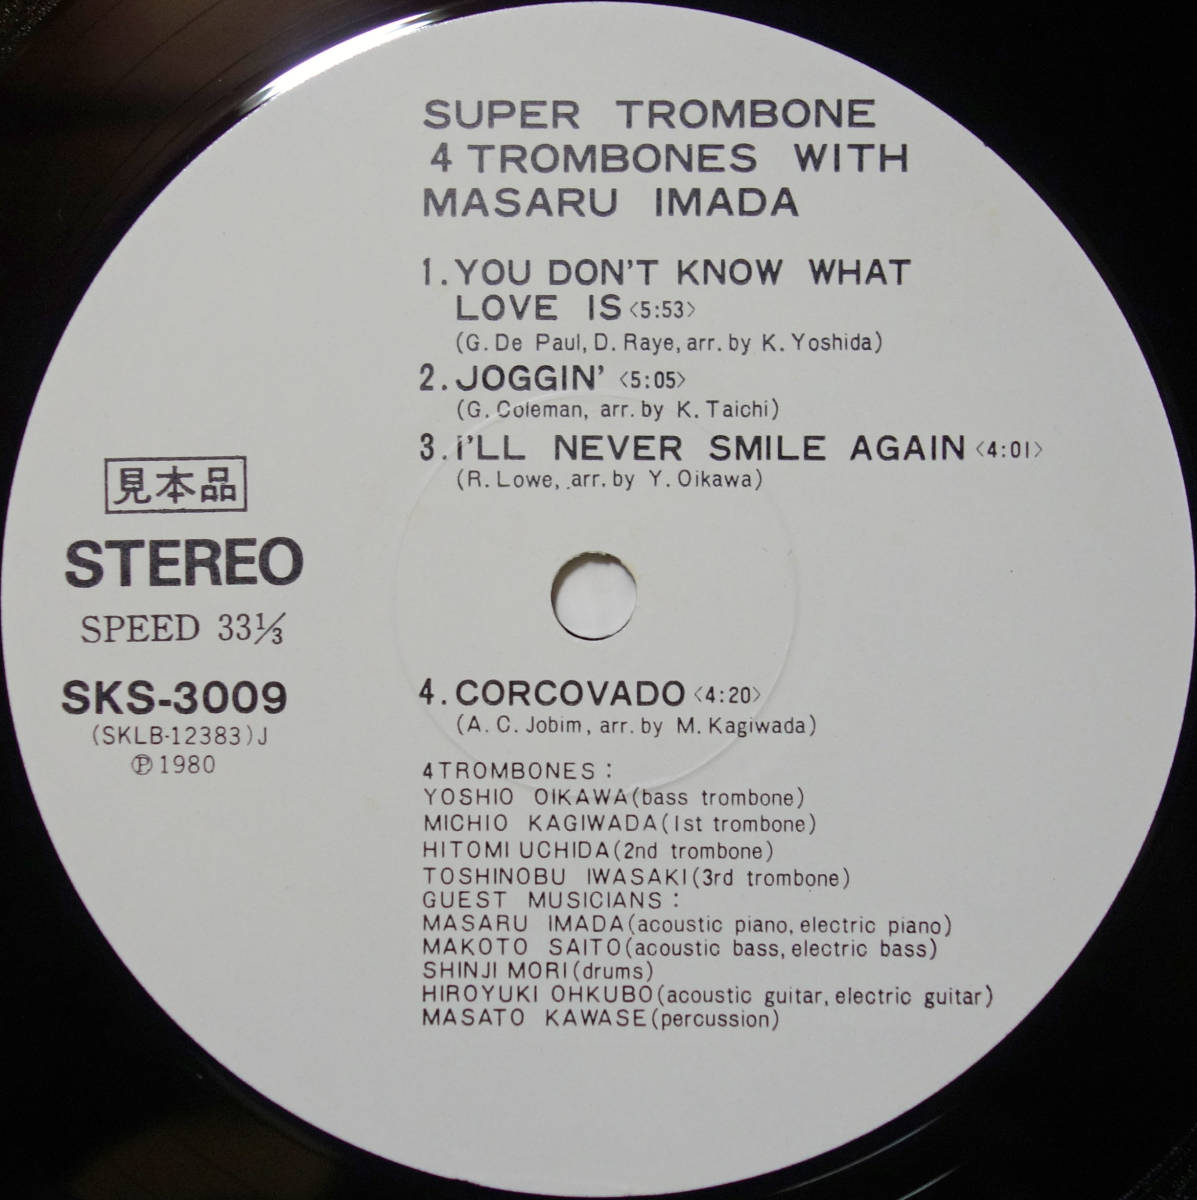 SUPER TROMBONE
4 TROMBONES WITH
MASARU IMADA
1. YOU DON'T KNOW WHAT
LOVE IS <5:53>
(G. De Paul, D. Raye, arr. by K. Yoshida)
2. JOGGIN' <5:05>
(G. Coleman, arr. by K. Taichi)
3. I'LL NEVER SMILE AGAIN <4:01>
(R. Lowe, arr. by Y. Oikawa)
見本品
STEREO
SPEED 33⅓
SKS-3009
(SKLB-12383) J
℗1980
4. CORCOVADO <4:20>
(A. C. Jobim, arr. by M. Kagiwada)
4 TROMBONES:
YOSHIO OIKAWA (bass trombone)
MICHIO KAGIWADA (1st trombone)
HITOMI UCHIDA (2nd trombone)
TOSHINOBU IWASAKI (3rd trombone)
GUEST MUSICIANS:
MASARU IMADA (acoustic piano, electric piano)
MAKOTO SAITO (acoustic bass, electric bass)
SHINJI MORI (drums)
HIROYUKI OHKUBO (acoustic guitar, electric guitar)
MASATO KAWASE (percussion)